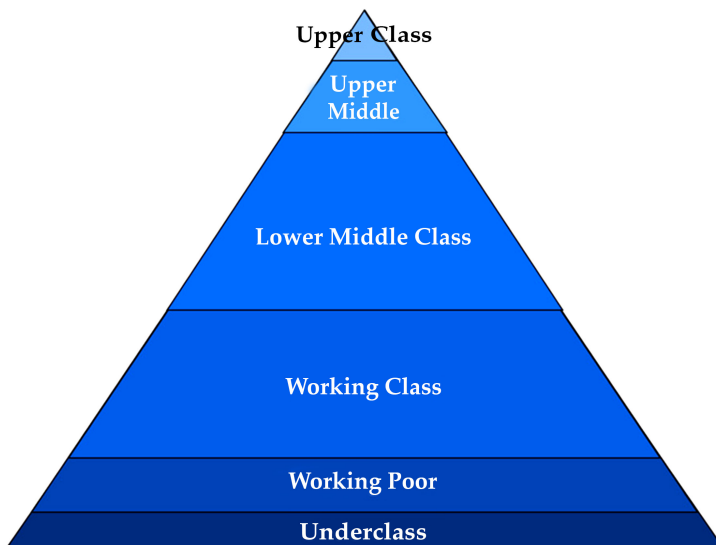 Upper Class
Upper
Middle
Lower Middle Class
Working Class
Working Poor
Underclass